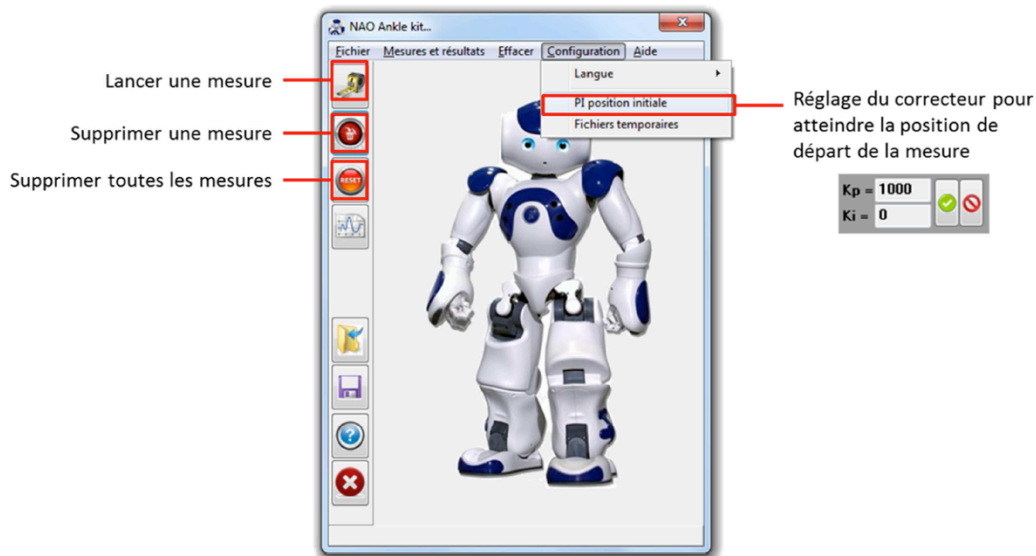 NAO Ankle kit...
Fichier Mesures et résultats Effacer Configuration Aide
Langue
PI position initiale
Fichiers temporaires
Lancer une mesure
Supprimer une mesure
Supprimer toutes les mesures
RESET
Réglage du correcteur pour
atteindre la position de
départ de la mesure
Kp = 1000
Ki = 0